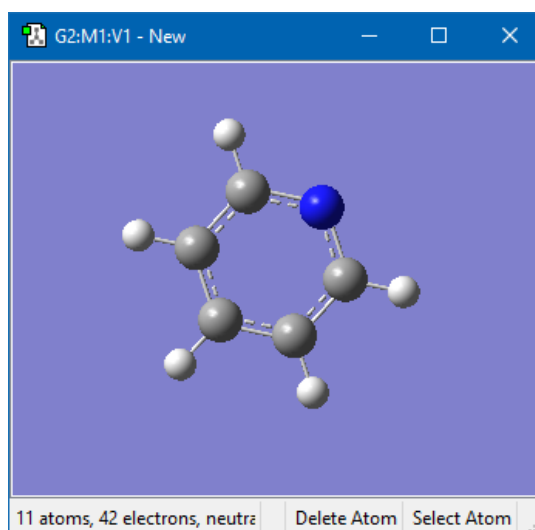 G2:M1:V1 - New
11 atoms, 42 electrons, neutra Delete Atom Select Atom